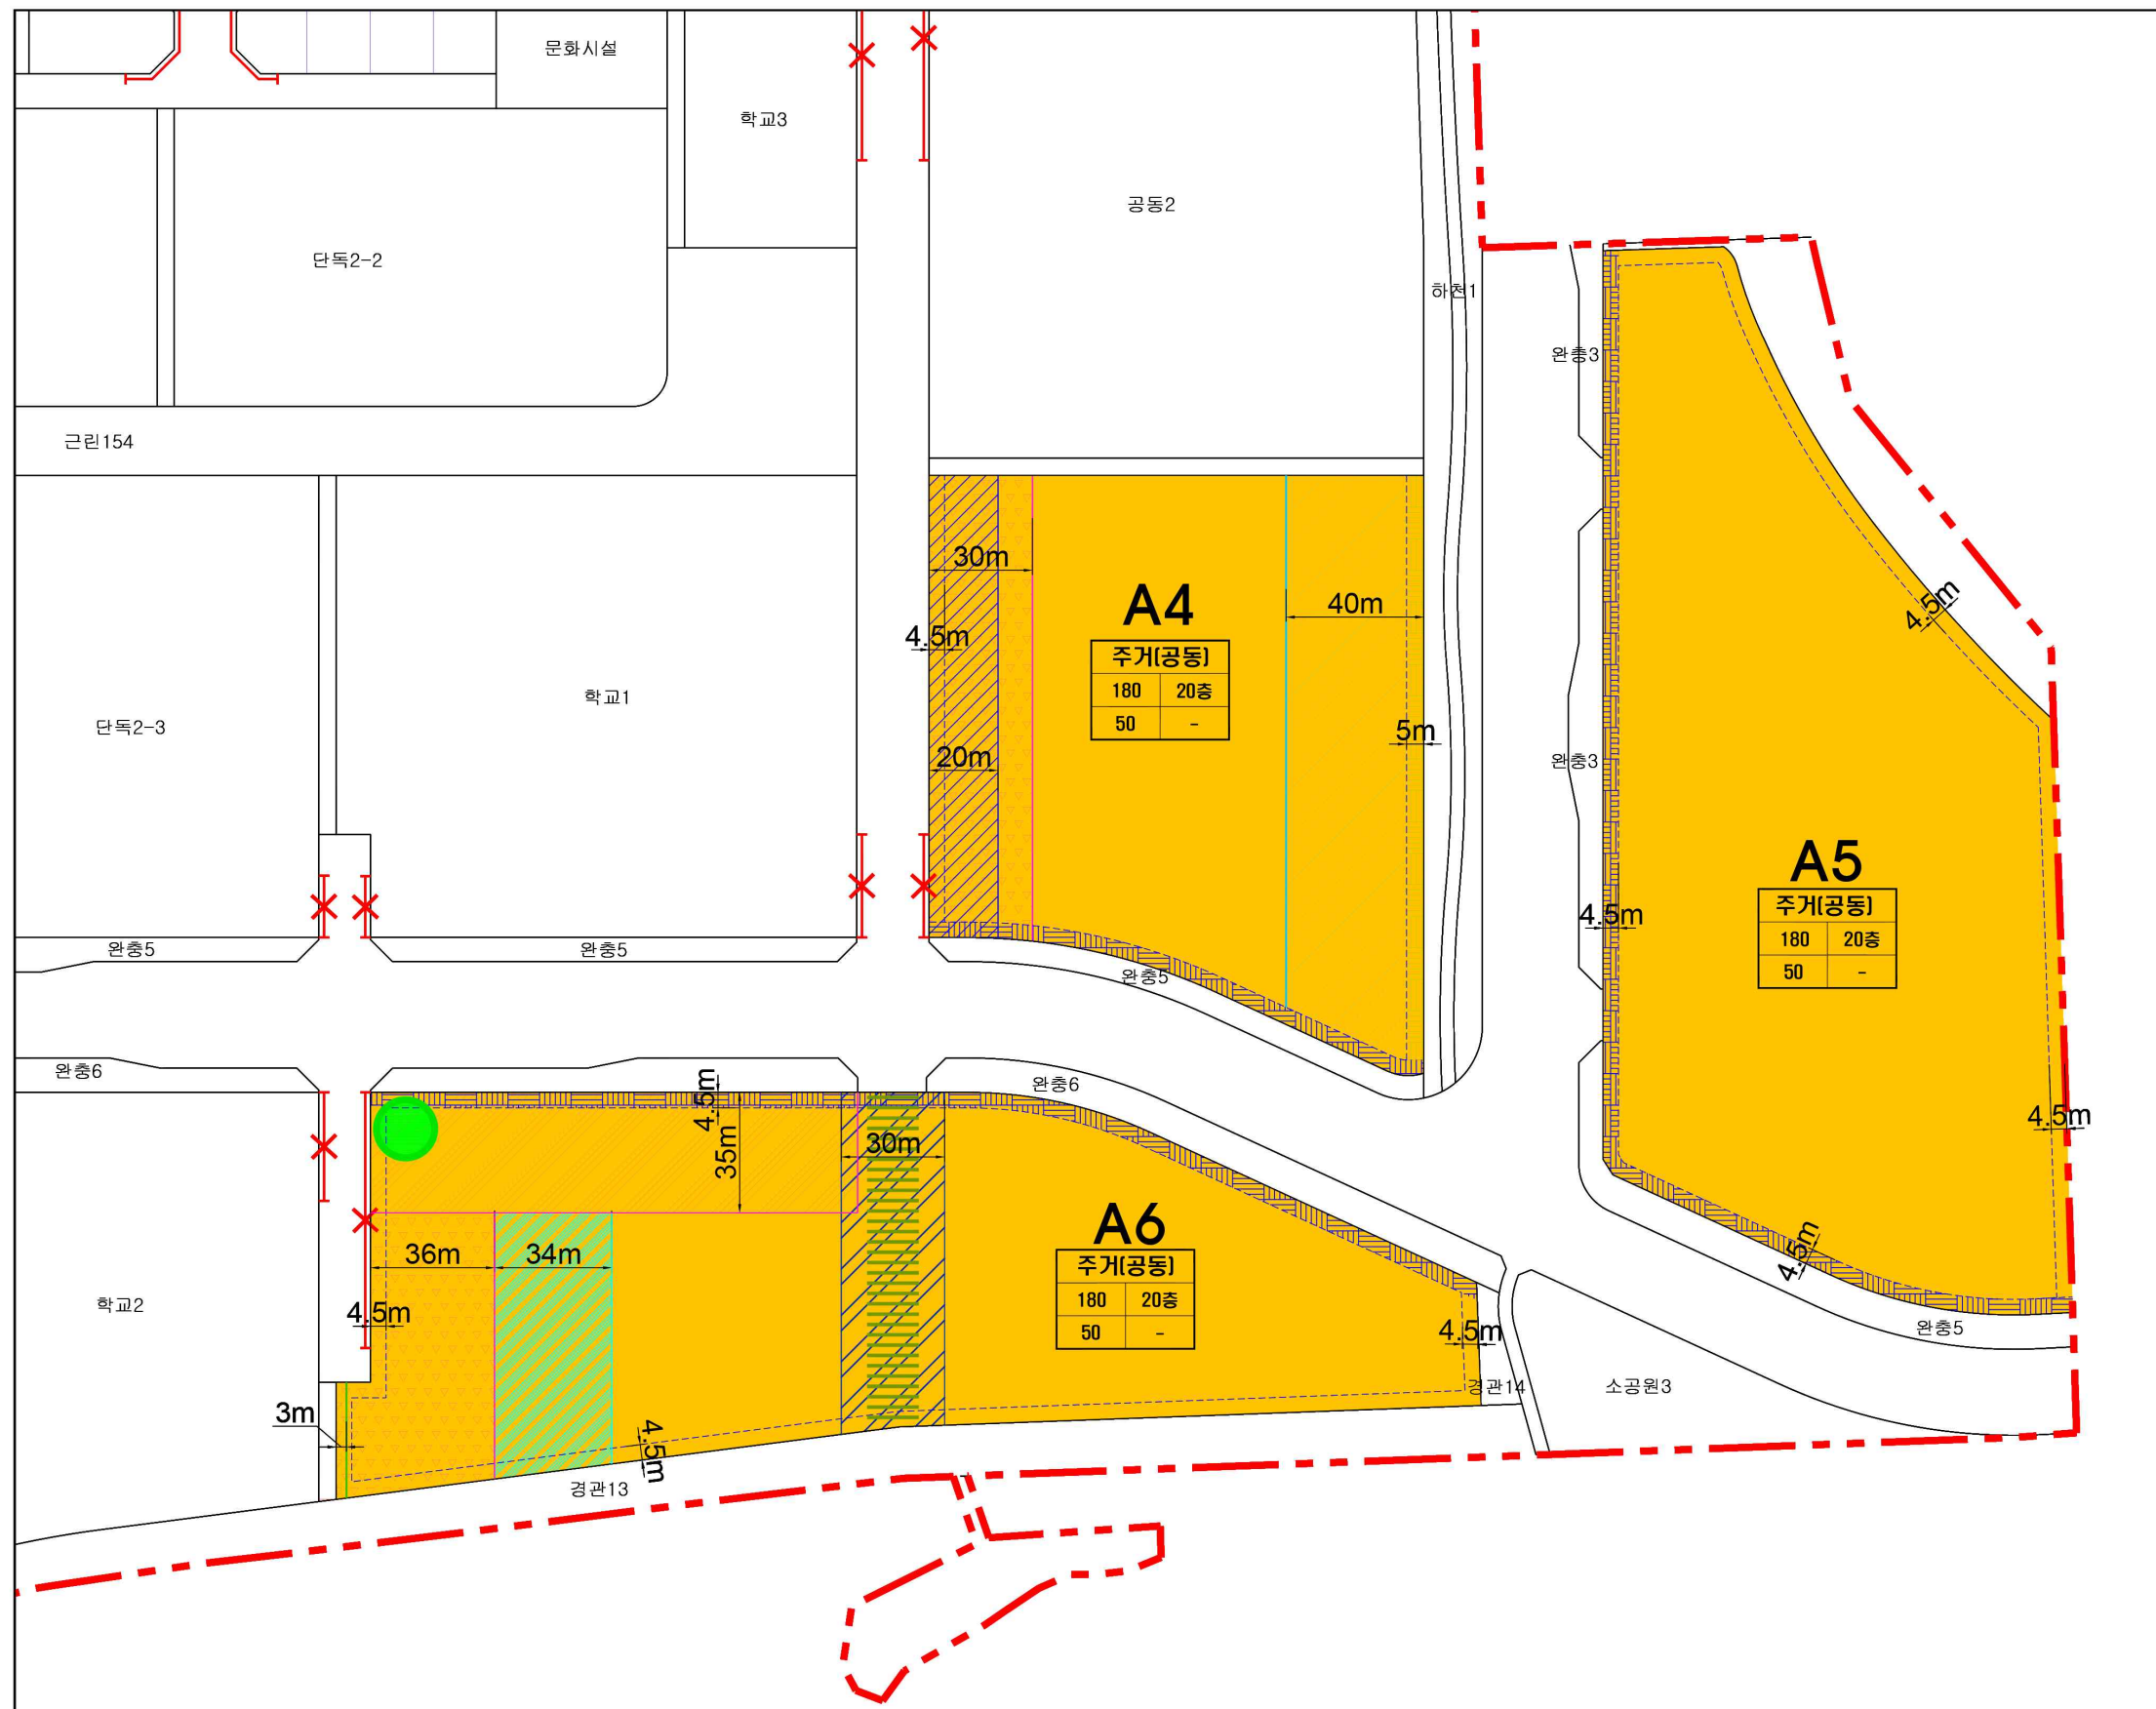 문화시설
학교3
공동2
단독2-2
하천1
완충3
근린154
30m
A4
40m
4.5m
4.5m
주거(공동)
180 20층
50 -
학교1
단독2-3
5m
20m
완충3
A5
주거(공동)
180 20층
50 -
4.5m
완충5
완충5
완충5
완충6
완충6
4.5m
35m
30m
4.5m
A6
주거(공동)
180 20층
50 -
36m
34m
4.5m
4.5m
학교2
4.5m
완충5
경관14
소공원3
3m
4.5m
경관13